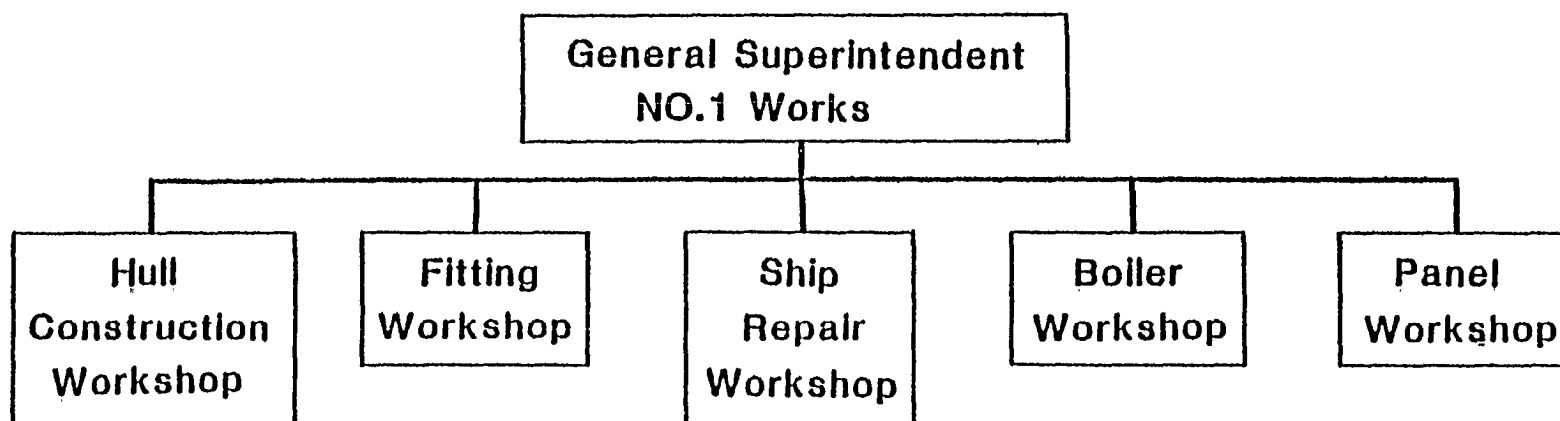 General Superintendent
NO.1 Works
Hull
Construction
Workshop
Fitting
Workshop
Ship
Repair
Workshop
Boiler
Workshop
Panel
Workshop